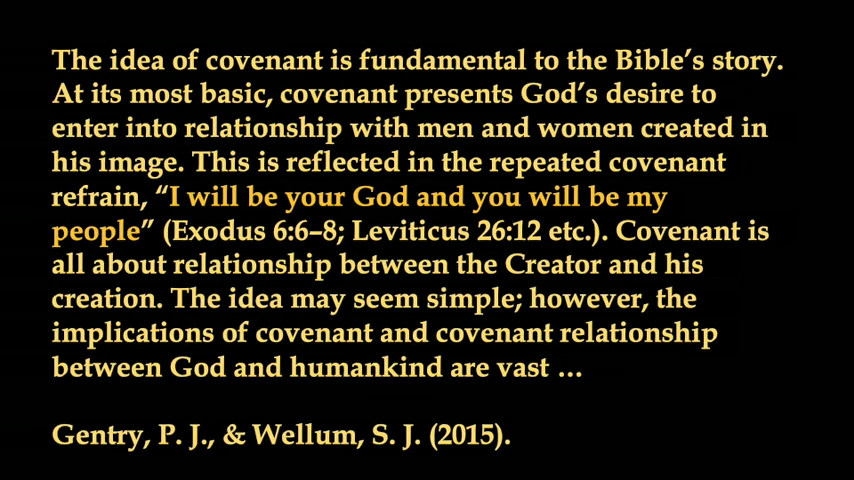 The idea of covenant is fundamental to the Bible’s story.
At its most basic, covenant presents God’s desire to
enter into relationship with men and women created in
his image. This is reflected in the repeated covenant
refrain, “I will be your God and you will be my
people” (Exodus 6:6–8; Leviticus 26:12 etc.). Covenant is
all about relationship between the Creator and his
creation. The idea may seem simple; however, the
implications of covenant and covenant relationship
between God and humankind are vast …
Gentry, P. J., & Wellum, S. J. (2015).